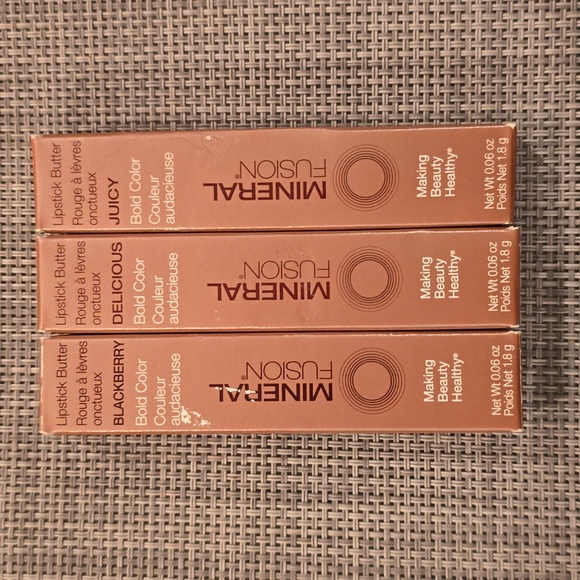 Lipstick Butter
Rouge à lèvres
onctueux
JUICY
Bold Color
Couleur
audacieuse
MINERAL
FUSION®
Making
Beauty
Healthy®
Net Wt 0.06 oz
Poids Net 1.8 g
Lipstick Butter
Rouge à lèvres
onctueux
DELICIOUS
Bold Color
Couleur
audacieuse
MINERAL
FUSION®
Making
Beauty
Healthy®
Net Wt 0.06 oz
Poids Net 1.8 g
Lipstick Butter
Rouge à lèvres
onctueux
BLACKBERRY
Bold Color
Couleur
audacieuse
MINERAL
FUSION®
Making
Beauty
Healthy®
Net Wt 0.06 oz
Poids Net 1.8 g